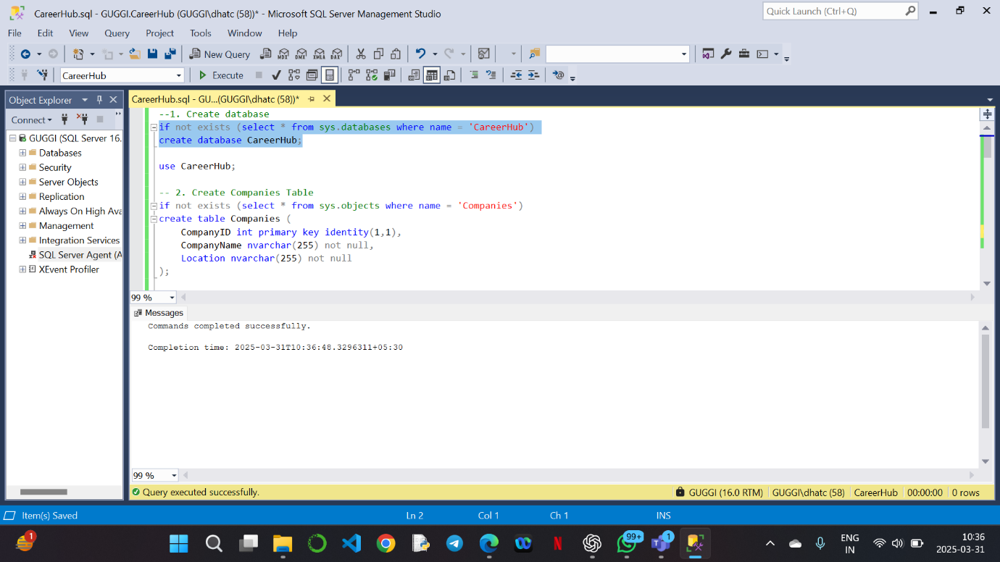 CareerHub.sql - GUGGI.CareerHub (GUGGI\dhatc (58))* - Microsoft SQL Server Management Studio
Quick Launch (Ctrl+Q)
File Edit View Query Project Tools Window Help
New Query MDX DMX XMLA DAX
CareerHub Execute
Object Explorer
CareerHub.sql - GU...(GUGGI\dhatc (58))*
Connect
GUGGI (SQL Server 16.
Databases
Security
Server Objects
Replication
Always On High Ava
Management
Integration Services
SQL Server Agent (A
XEvent Profiler
--1. Create database
if not exists (select * from sys.databases where name = 'CareerHub')
create database CareerHub;
use CareerHub;
-- 2. Create Companies Table
if not exists (select * from sys.objects where name = 'Companies')
create table Companies (
CompanyID int primary key identity(1,1),
CompanyName nvarchar(255) not null,
Location nvarchar(255) not null
);
99 %
Messages
Commands completed successfully.
Completion time: 2025-03-31T10:36:48.3296311+05:30
99 %
Query executed successfully. GUGGI (16.0 RTM) GUGGI\dhatc (58) CareerHub 00:00:00 0 rows
Item(s) Saved Ln 2 Col 1 Ch 1 INS
1
99+
1
ENG
IN
10:36
2025-03-31